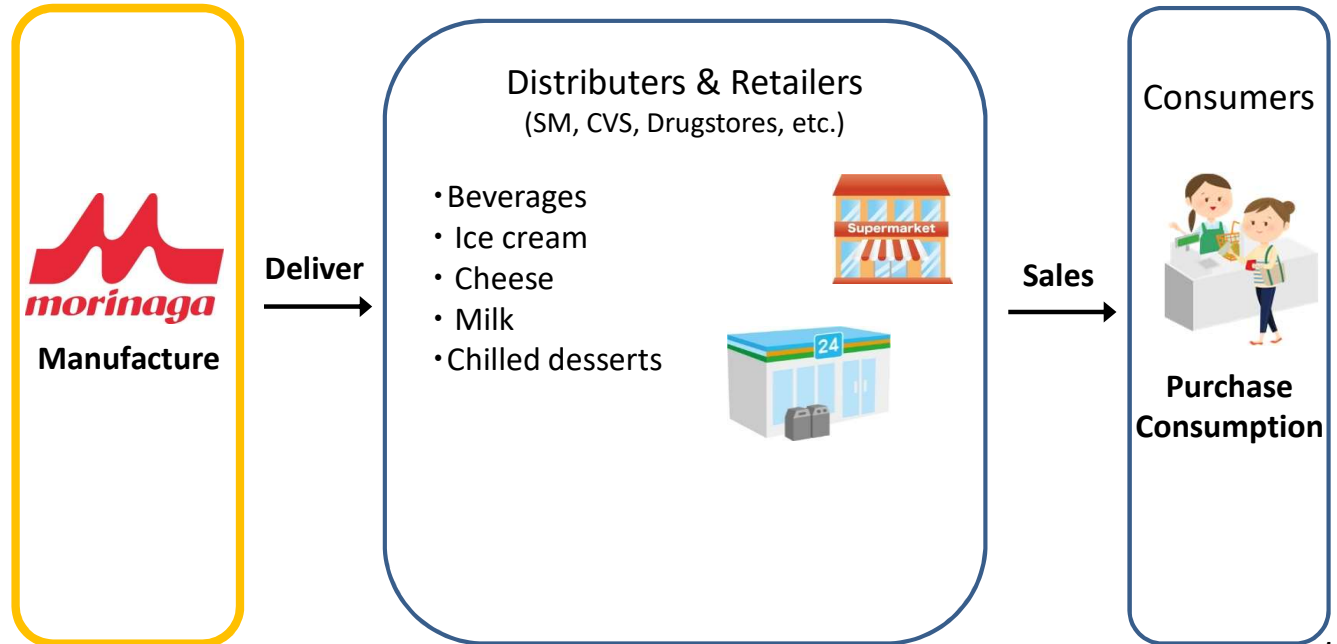 morinaga
Manufacture
Deliver
Distributers & Retailers
(SM, CVS, Drugstores, etc.)
・Beverages
・ Ice cream
・ Cheese
・ Milk
・Chilled desserts
Supermarket
24
Sales
Consumers
Purchase
Consumption